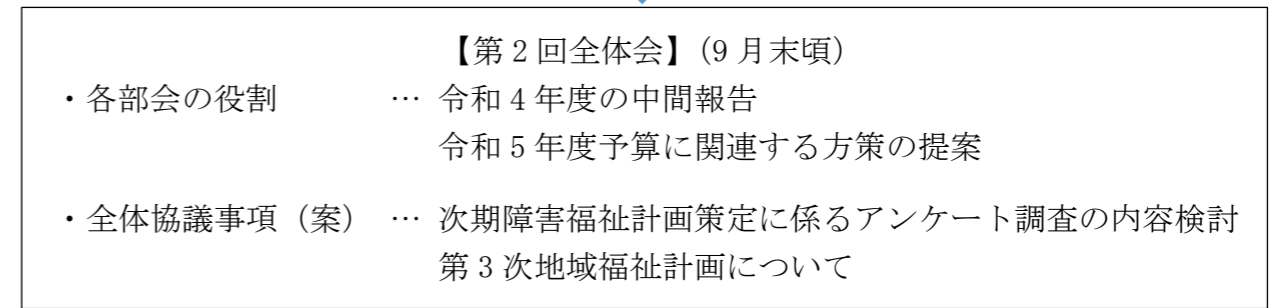 【第2回全体会】(9月末頃)
・各部会の役割 … 令和4年度の中間報告
令和5年度予算に関連する方策の提案
・全体協議事項（案） … 次期障害福祉計画策定に係るアンケート調査の内容検討
第3次地域福祉計画について